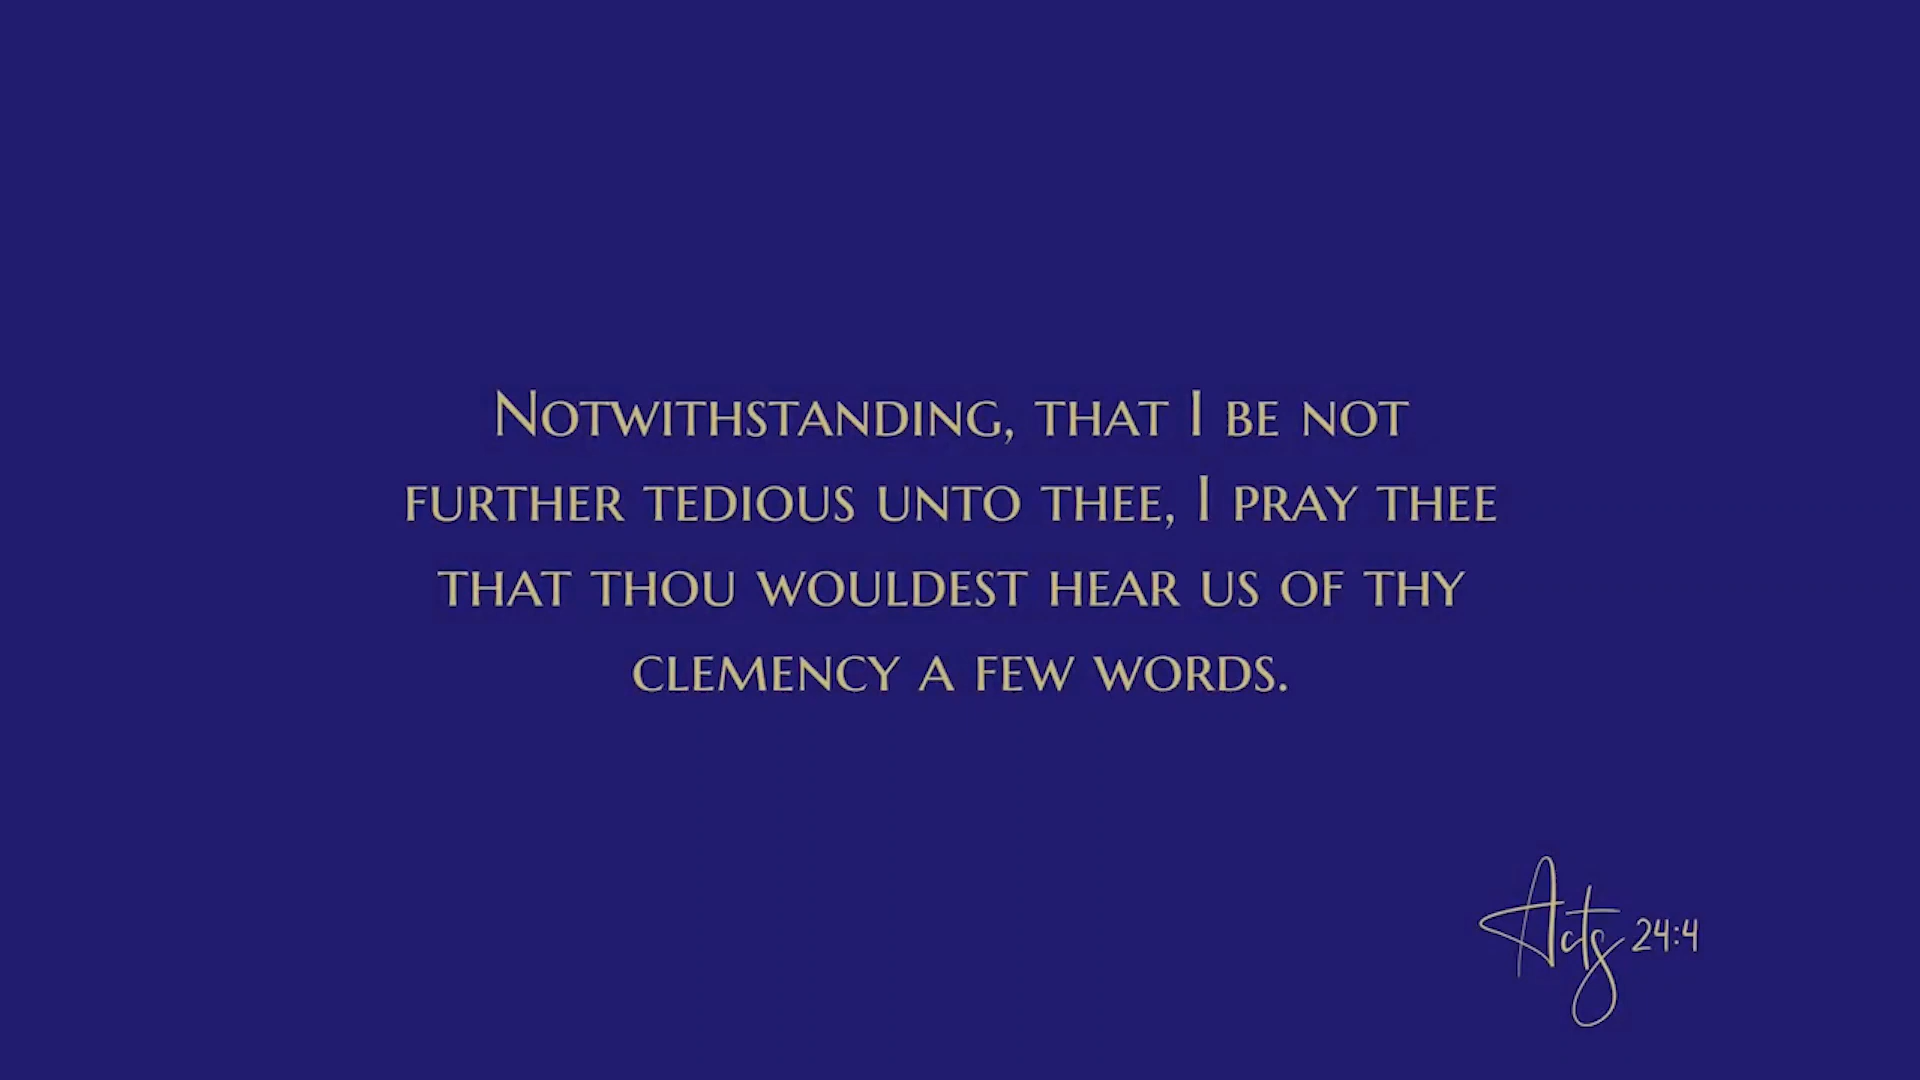 Notwithstanding, that I be not
further tedious unto thee, I pray thee
that thou wouldest hear us of thy
clemency a few words.
Acts 24:4